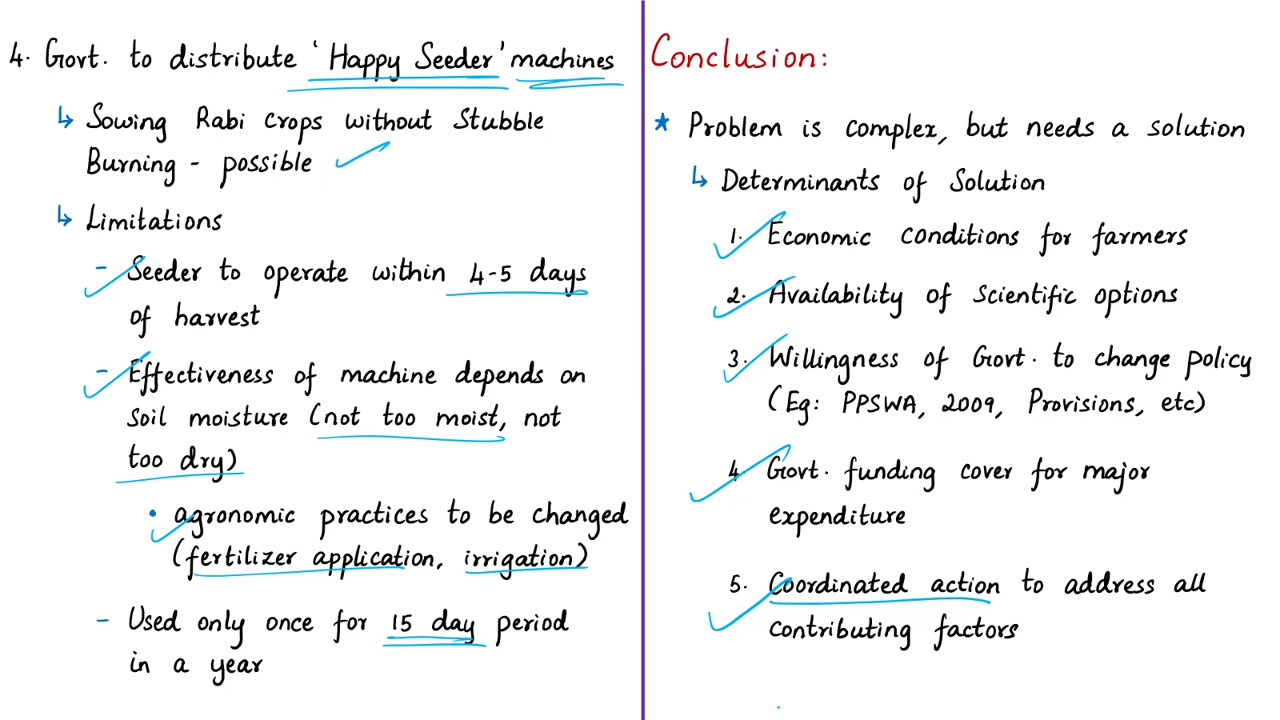 4. Govt. to distribute 'Happy Seeder' machines
↳ Sowing Rabi crops without Stubble
Burning - possible ✓
↳ Limitations
- Seeder to operate within 4-5 days
of harvest
- Effectiveness of machine depends on
Soil moisture (not too moist, not
too dry)
• agronomic practices to be changed
(fertilizer application, irrigation)
- Used only once for 15 day period
in a year
Conclusion:
★ Problem is complex, but needs a solution
↳ Determinants of Solution
1. Economic conditions for farmers
2. Availability of Scientific options
3. Willingness of Govt. to change policy
(Eg: PPSWA, 2009, Provisions, etc)
4 Govt. funding cover for major
expenditure
5. Coordinated action to address all
contributing factors